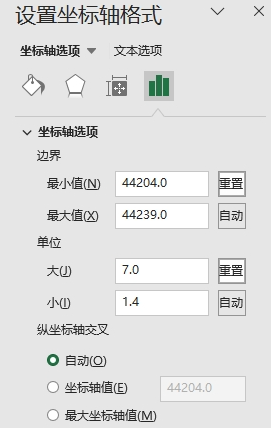 设置坐标轴格式
坐标轴选项 文本选项
坐标轴选项
边界
最小值(N) 44204.0 重置
最大值(X) 44239.0 自动
单位
大(J) 7.0 重置
小(I) 1.4 自动
纵坐标轴交叉
自动(O)
坐标轴值(E) 44204.0
最大坐标轴值(M)